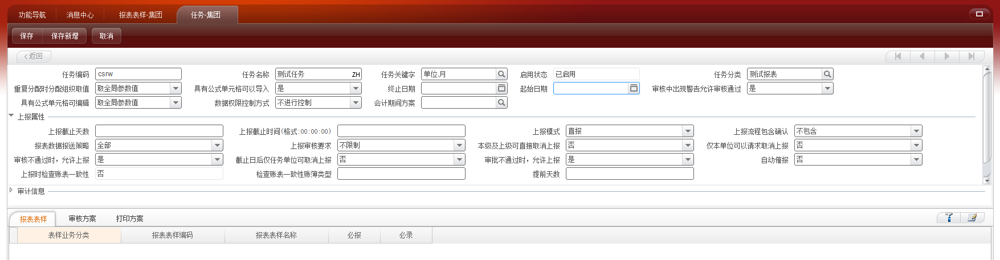 功能导航 消息中心 报表表样-集团 任务-集团
保存 保存新增 取消
返回
任务编码 csrw 任务名称 测试任务 ZH 任务关键字 单位,月 启用状态 已启用 任务分类 测试报表
重复分配时分配组织取值 取全局参数值 具有公式单元格可以导入 是 终止日期 起始日期 审核中出现警告允许审核通过 是
具有公式单元格可编辑 取全局参数值 数据权限控制方式 不进行控制 会计期间方案
上报属性
上报截止天数 上报截止时间(格式:00:00:00) 上报模式 直报 上报流程包含确认 不包含
报表数据报送策略 全部 上报审核要求 不限制 本级及上级可直接取消上报 否 仅本单位可以请求取消上报 否
审核不通过时，允许上报 是 截止日后仅任务单位可取消上报 否 审批不通过时，允许上报 是 自动催报 否
上报时检查账表一致性 否 检查账表一致性账簿类型 提前天数
审计信息
报表表样 审核方案 打印方案
表样业务分类 报表表样编码 报表表样名称 必报 必录